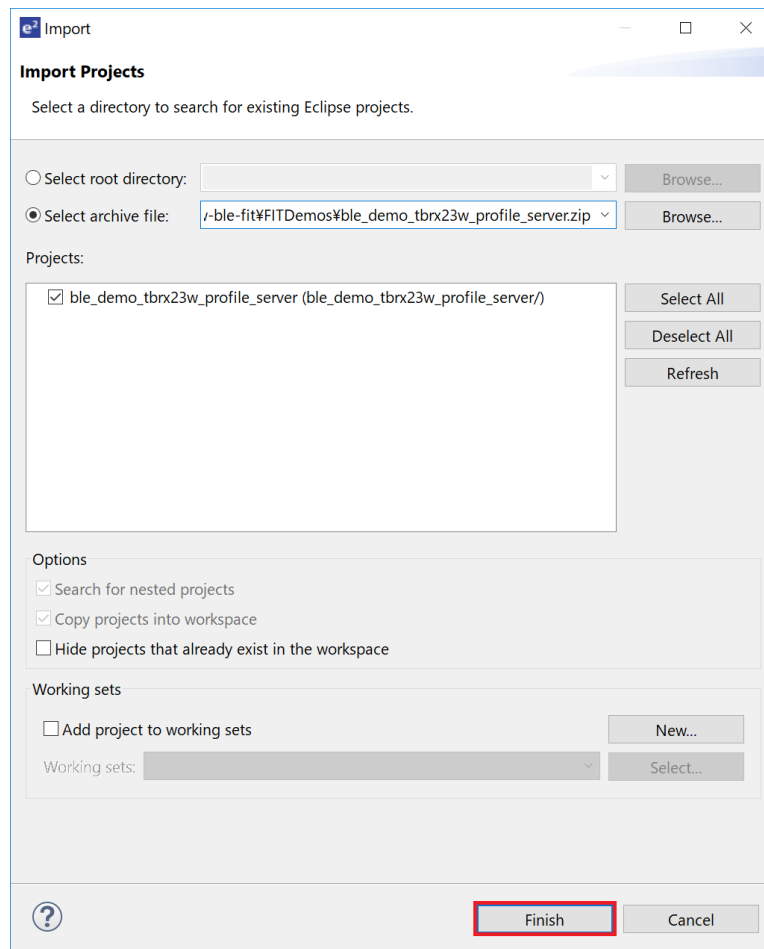 e² Import
Import Projects
Select a directory to search for existing Eclipse projects.
Select root directory:
Browse...
Select archive file:
-ble-fit¥FITDemos¥ble_demo_tbrx23w_profile_server.zip
Browse...
Projects:
ble_demo_tbrx23w_profile_server (ble_demo_tbrx23w_profile_server/)
Select All
Deselect All
Refresh
Options
Search for nested projects
Copy projects into workspace
Hide projects that already exist in the workspace
Working sets
Add project to working sets
New...
Working sets:
Select...
?
Finish
Cancel